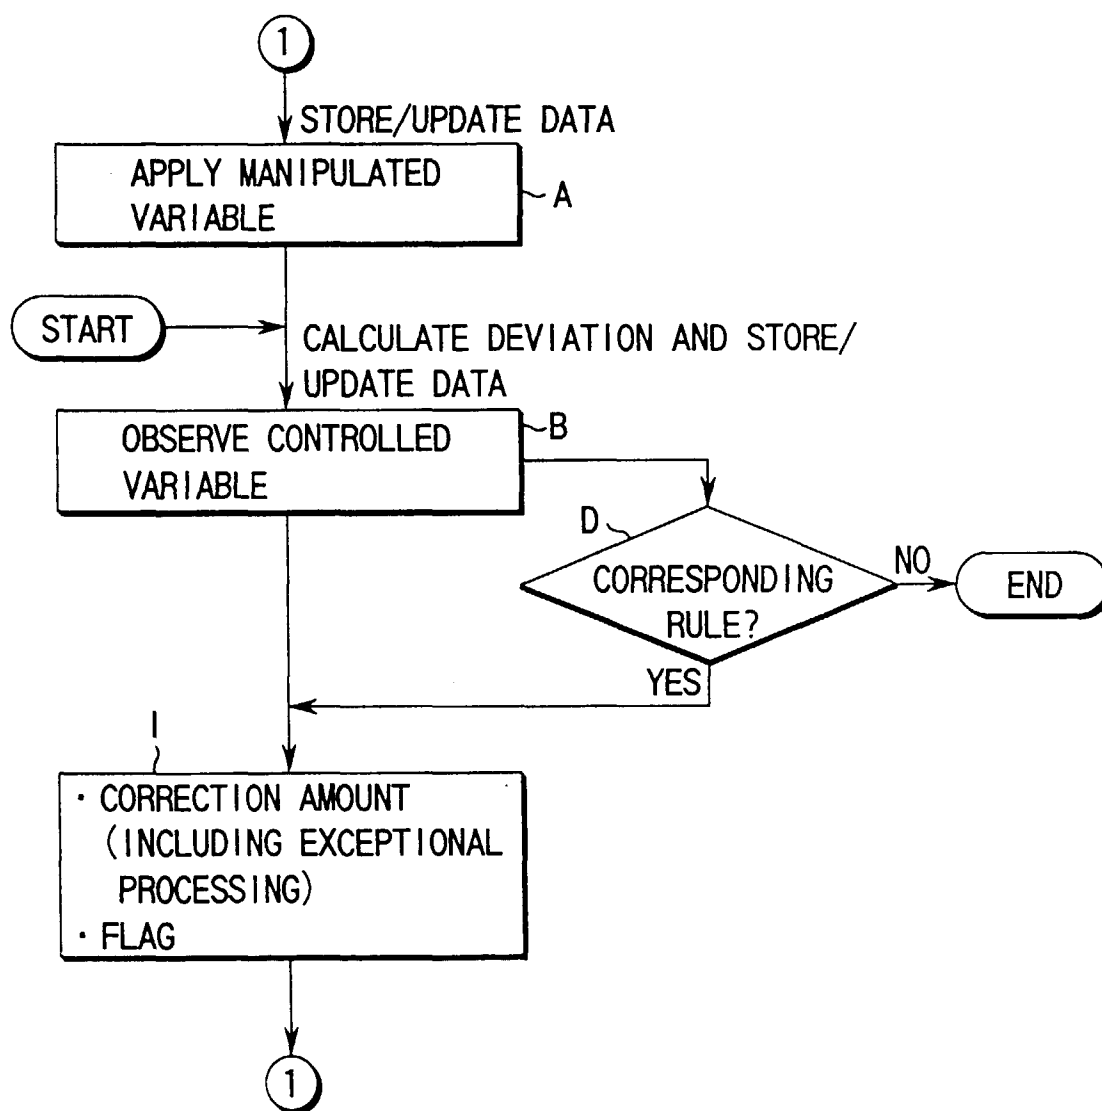 1
STORE/UPDATE DATA
APPLY MANIPULATED
VARIABLE
A
START
CALCULATE DEVIATION AND STORE/
UPDATE DATA
OBSERVE CONTROLLED
VARIABLE
B
D
CORRESPONDING
RULE?
NO
END
YES
I
· CORRECTION AMOUNT
(INCLUDING EXCEPTIONAL
PROCESSING)
· FLAG
1